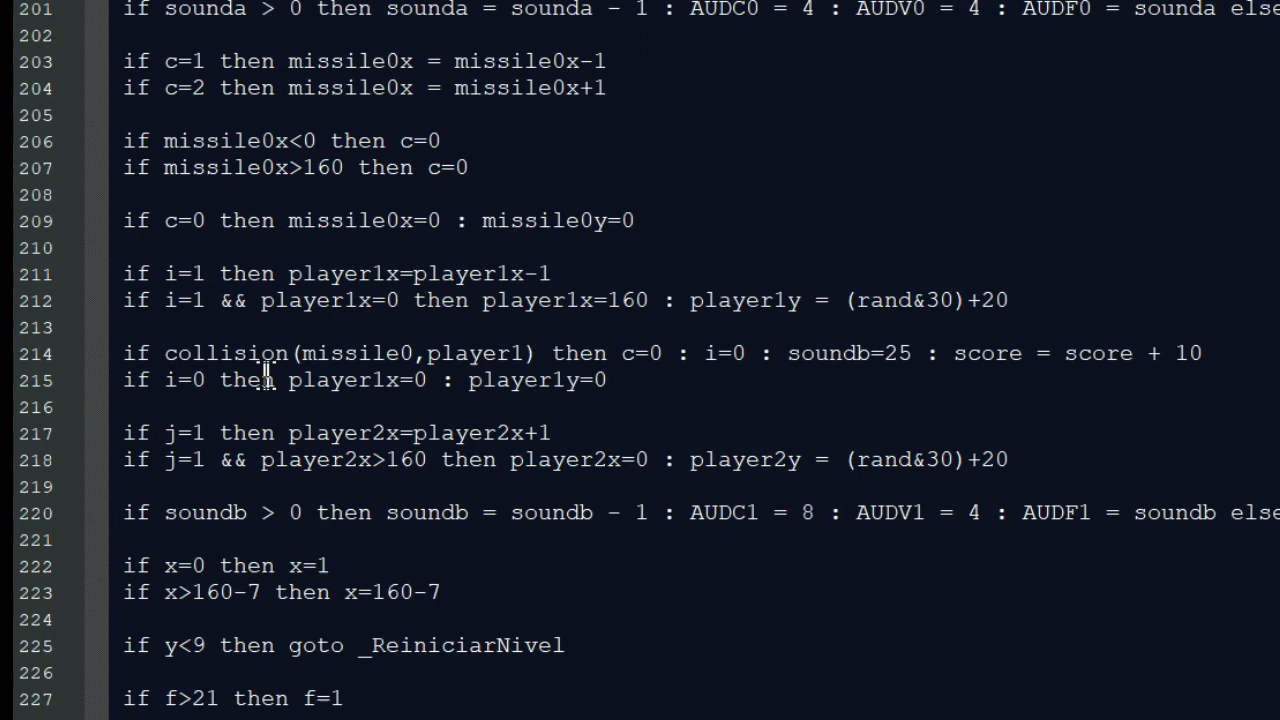 201 if sounda > 0 then sounda = sounda - 1 : AUDC0 = 4 : AUDV0 = 4 : AUDF0 = sounda else
202
203 if c=1 then missile0x = missile0x-1
204 if c=2 then missile0x = missile0x+1
205
206 if missile0x<0 then c=0
207 if missile0x>160 then c=0
208
209 if c=0 then missile0x=0 : missile0y=0
210
211 if i=1 then player1x=player1x-1
212 if i=1 && player1x=0 then player1x=160 : player1y = (rand&30)+20
213
214 if collision(missile0,player1) then c=0 : i=0 : soundb=25 : score = score + 10
215 if i=0 then player1x=0 : player1y=0
216
217 if j=1 then player2x=player2x+1
218 if j=1 && player2x>160 then player2x=0 : player2y = (rand&30)+20
219
220 if soundb > 0 then soundb = soundb - 1 : AUDC1 = 8 : AUDV1 = 4 : AUDF1 = soundb else
221
222 if x=0 then x=1
223 if x>160-7 then x=160-7
224
225 if y<9 then goto _ReiniciarNivel
226
227 if f>21 then f=1